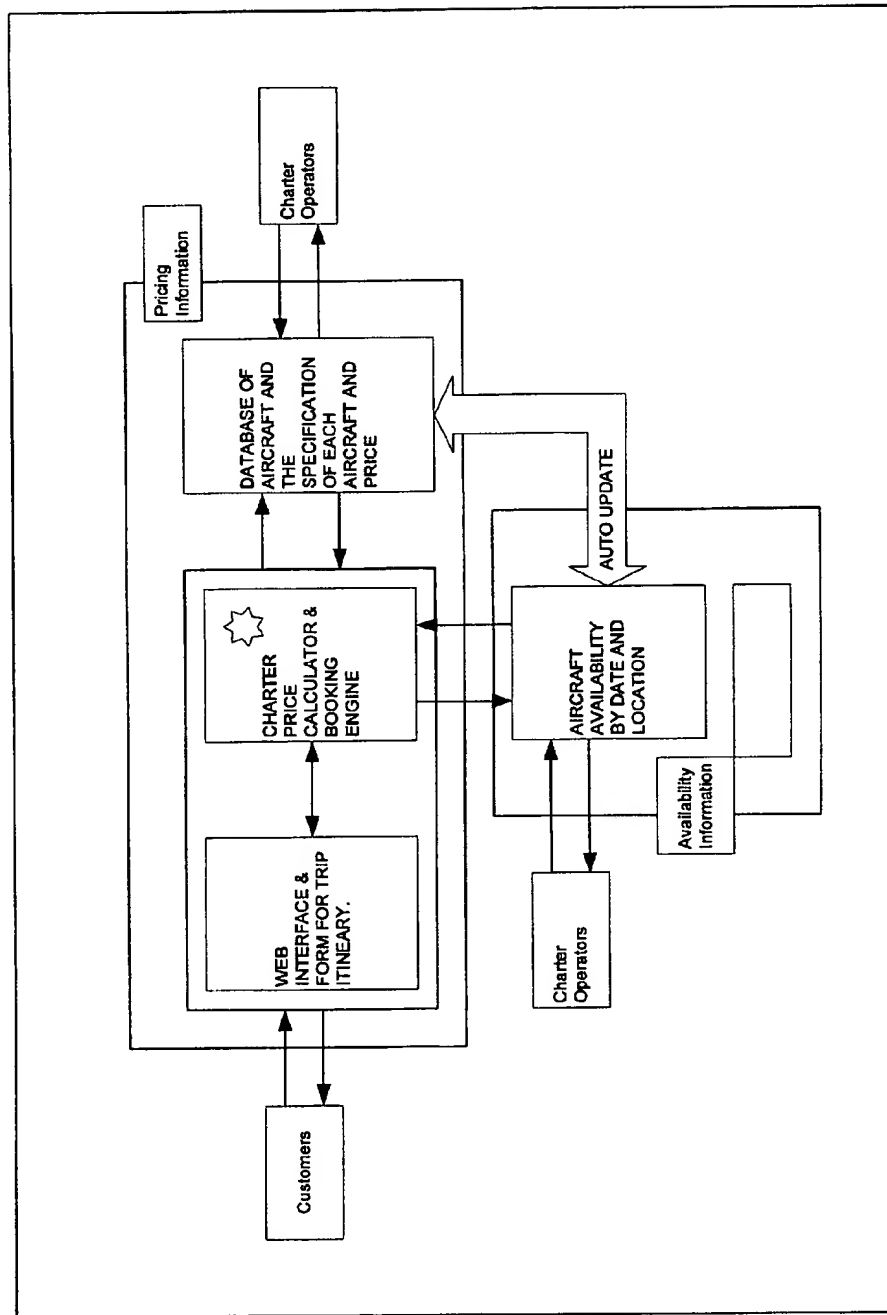 Pricing
Information
Customers
WEB
INTERFACE &
FORM FOR TRIP
ITINEARY.
CHARTER
PRICE
CALCULATOR &
BOOKING
ENGINE
DATABASE OF
AIRCRAFT AND
THE
SPECIFICATION
OF EACH
AIRCRAFT AND
PRICE
Charter
Operators
Charter
Operators
AIRCRAFT
AVAILABILITY
BY DATE AND
LOCATION
AUTO UPDATE
Availability
Information